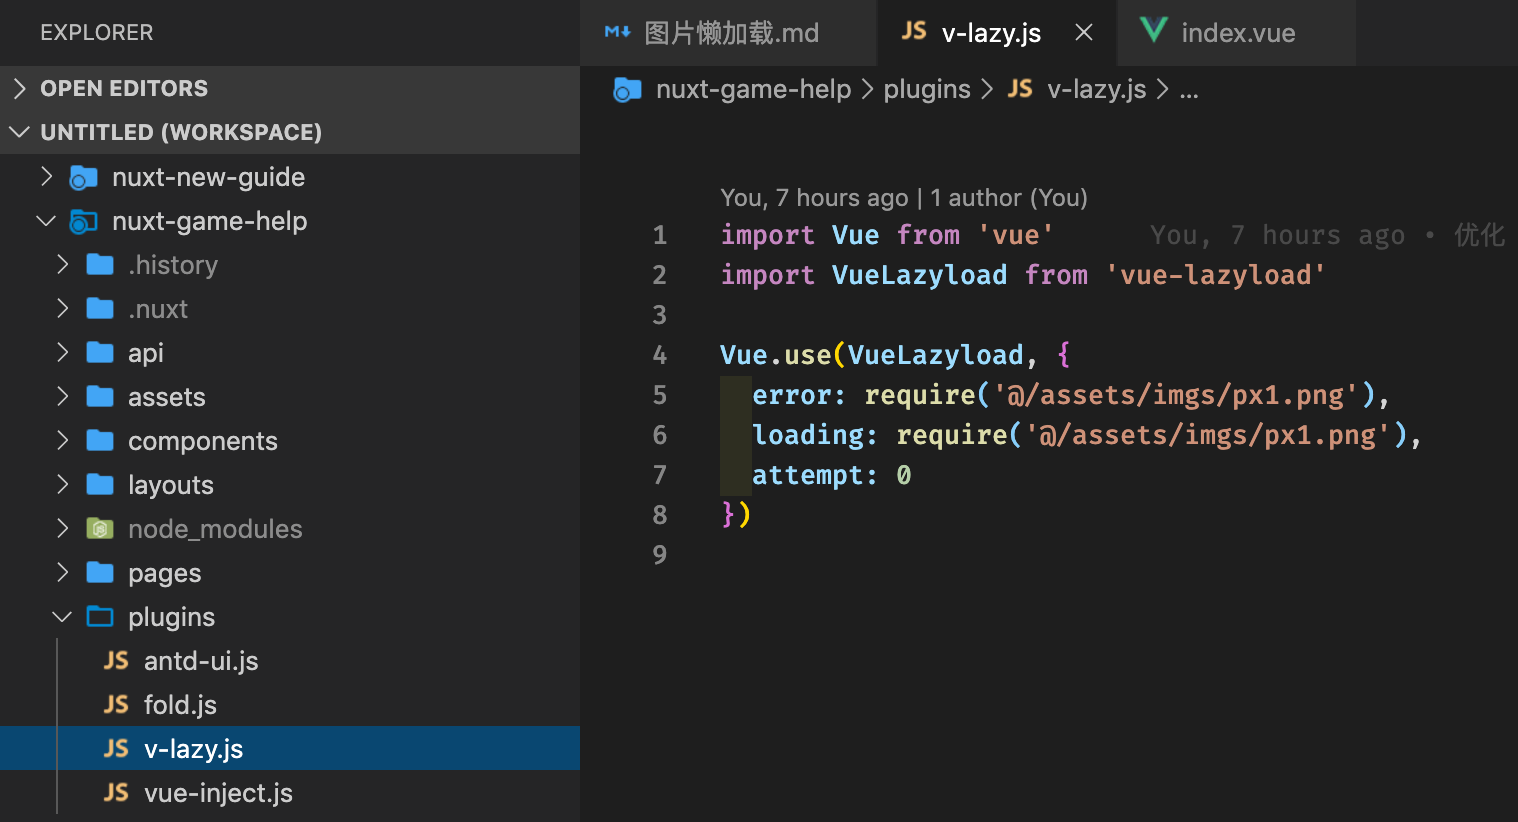 EXPLORER
OPEN EDITORS
UNTITLED (WORKSPACE)
nuxt-new-guide
nuxt-game-help
.history
.nuxt
api
assets
components
layouts
node_modules
pages
plugins
JS antd-ui.js
JS fold.js
JS v-lazy.js
JS vue-inject.js
M 图片懒加载.md
JS v-lazy.js
index.vue
nuxt-game-help > plugins > JS v-lazy.js > ...
You, 7 hours ago | 1 author (You)
1 import Vue from 'vue' You, 7 hours ago • 优化
2 import VueLazyload from 'vue-lazyload'
3
4 Vue.use(VueLazyload, {
5 error: require('@/assets/imgs/px1.png'),
6 loading: require('@/assets/imgs/px1.png'),
7 attempt: 0
8 })
9